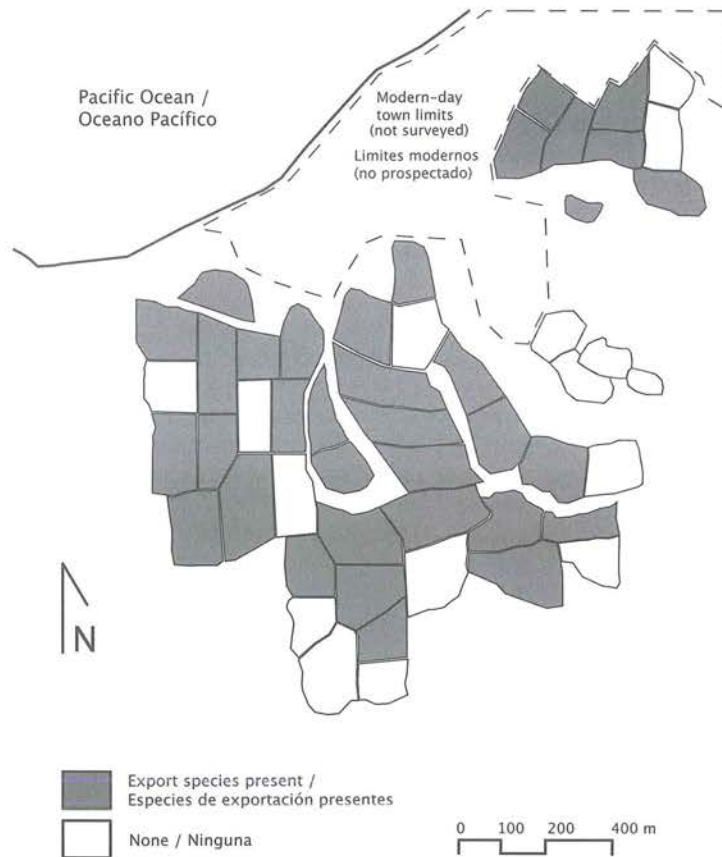 Pacific Ocean /
Oceano Pacífico
Modern-day
town limits
(not surveyed)
Limites modernos
(no prospectado)
N
Export species present /
Especies de exportación presentes
None / Ninguna
0 100 200 400 m